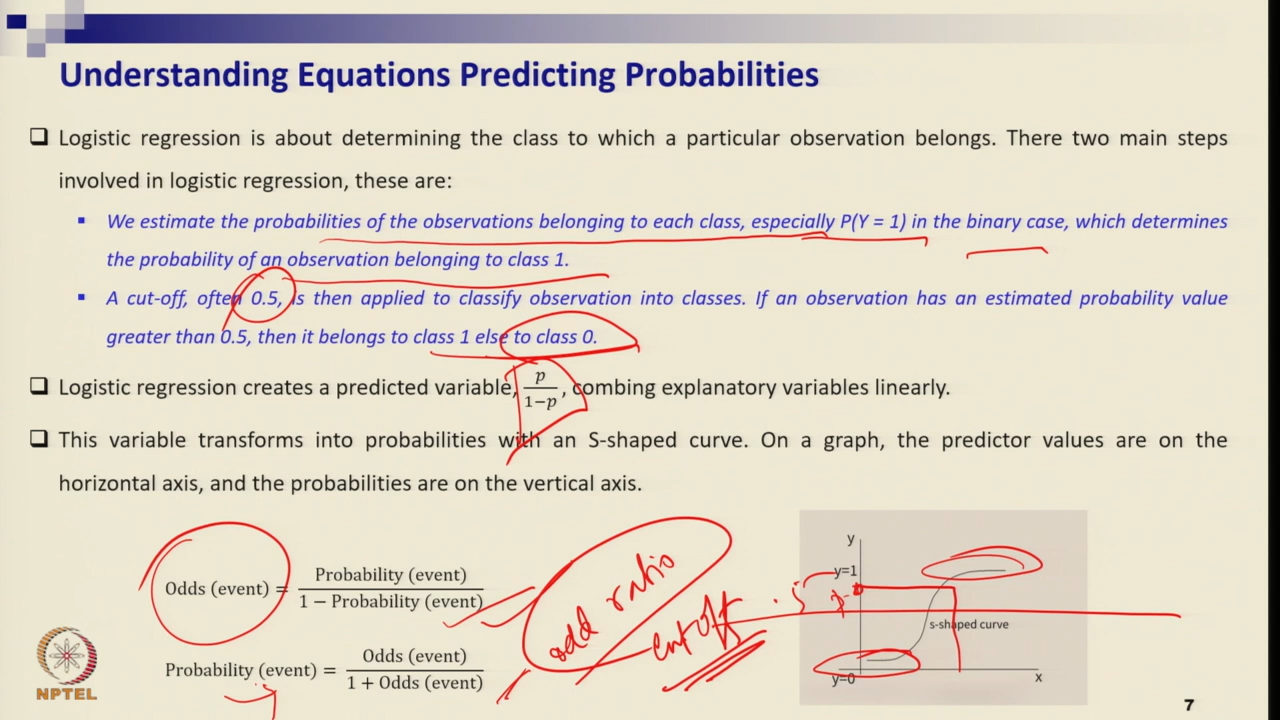 Understanding Equations Predicting Probabilities
❑ Logistic regression is about determining the class to which a particular observation belongs. There two main steps
involved in logistic regression, these are:
▪ We estimate the probabilities of the observations belonging to each class, especially P(Y = 1) in the binary case, which determines
the probability of an observation belonging to class 1.
▪ A cut-off, often 0.5, is then applied to classify observation into classes. If an observation has an estimated probability value
greater than 0.5, then it belongs to class 1 else to class 0.
❑ Logistic regression creates a predicted variable, p/1−p, combing explanatory variables linearly.
❑ This variable transforms into probabilities with an S-shaped curve. On a graph, the predictor values are on the
horizontal axis, and the probabilities are on the vertical axis.
Odds (event) = Probability (event) / 1 − Probability (event)
Probability (event) = Odds (event) / 1 + Odds (event)
odd ratio
cut off
.5
y
y=1
s-shaped curve
y=0
x
NPTEL
7